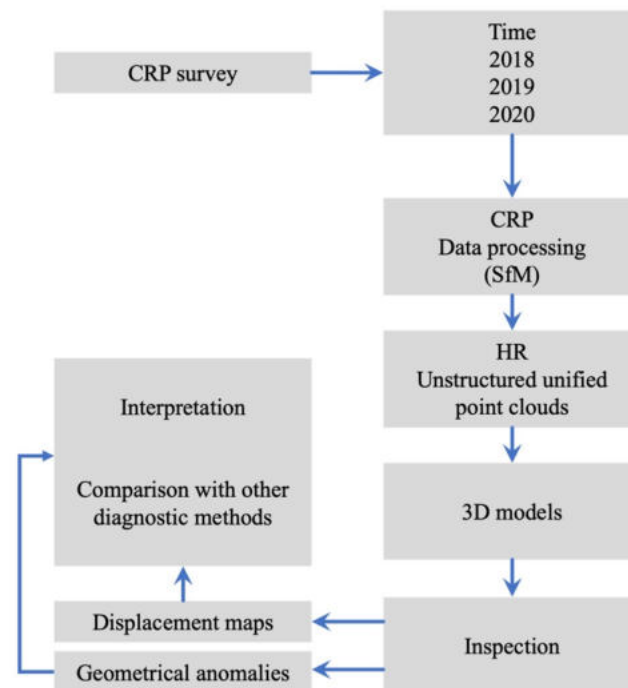 CRP survey
Time
2018
2019
2020
CRP
Data processing
(SfM)
HR
Unstructured unified
point clouds
3D models
Inspection
Displacement maps
Geometrical anomalies
Interpretation
Comparison with other
diagnostic methods